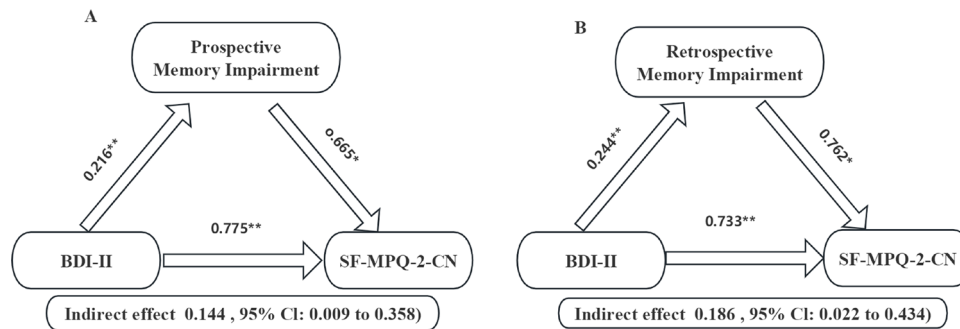 A
Prospective
Memory Impairment
0.216**
o.665*
0.775**
BDI-II
SF-MPQ-2-CN
Indirect effect 0.144 , 95% Cl: 0.009 to 0.358)
B
Retrospective
Memory Impairment
0.244**
0.762*
0.733**
BDI-II
SF-MPQ-2-CN
Indirect effect 0.186 , 95% Cl: 0.022 to 0.434)